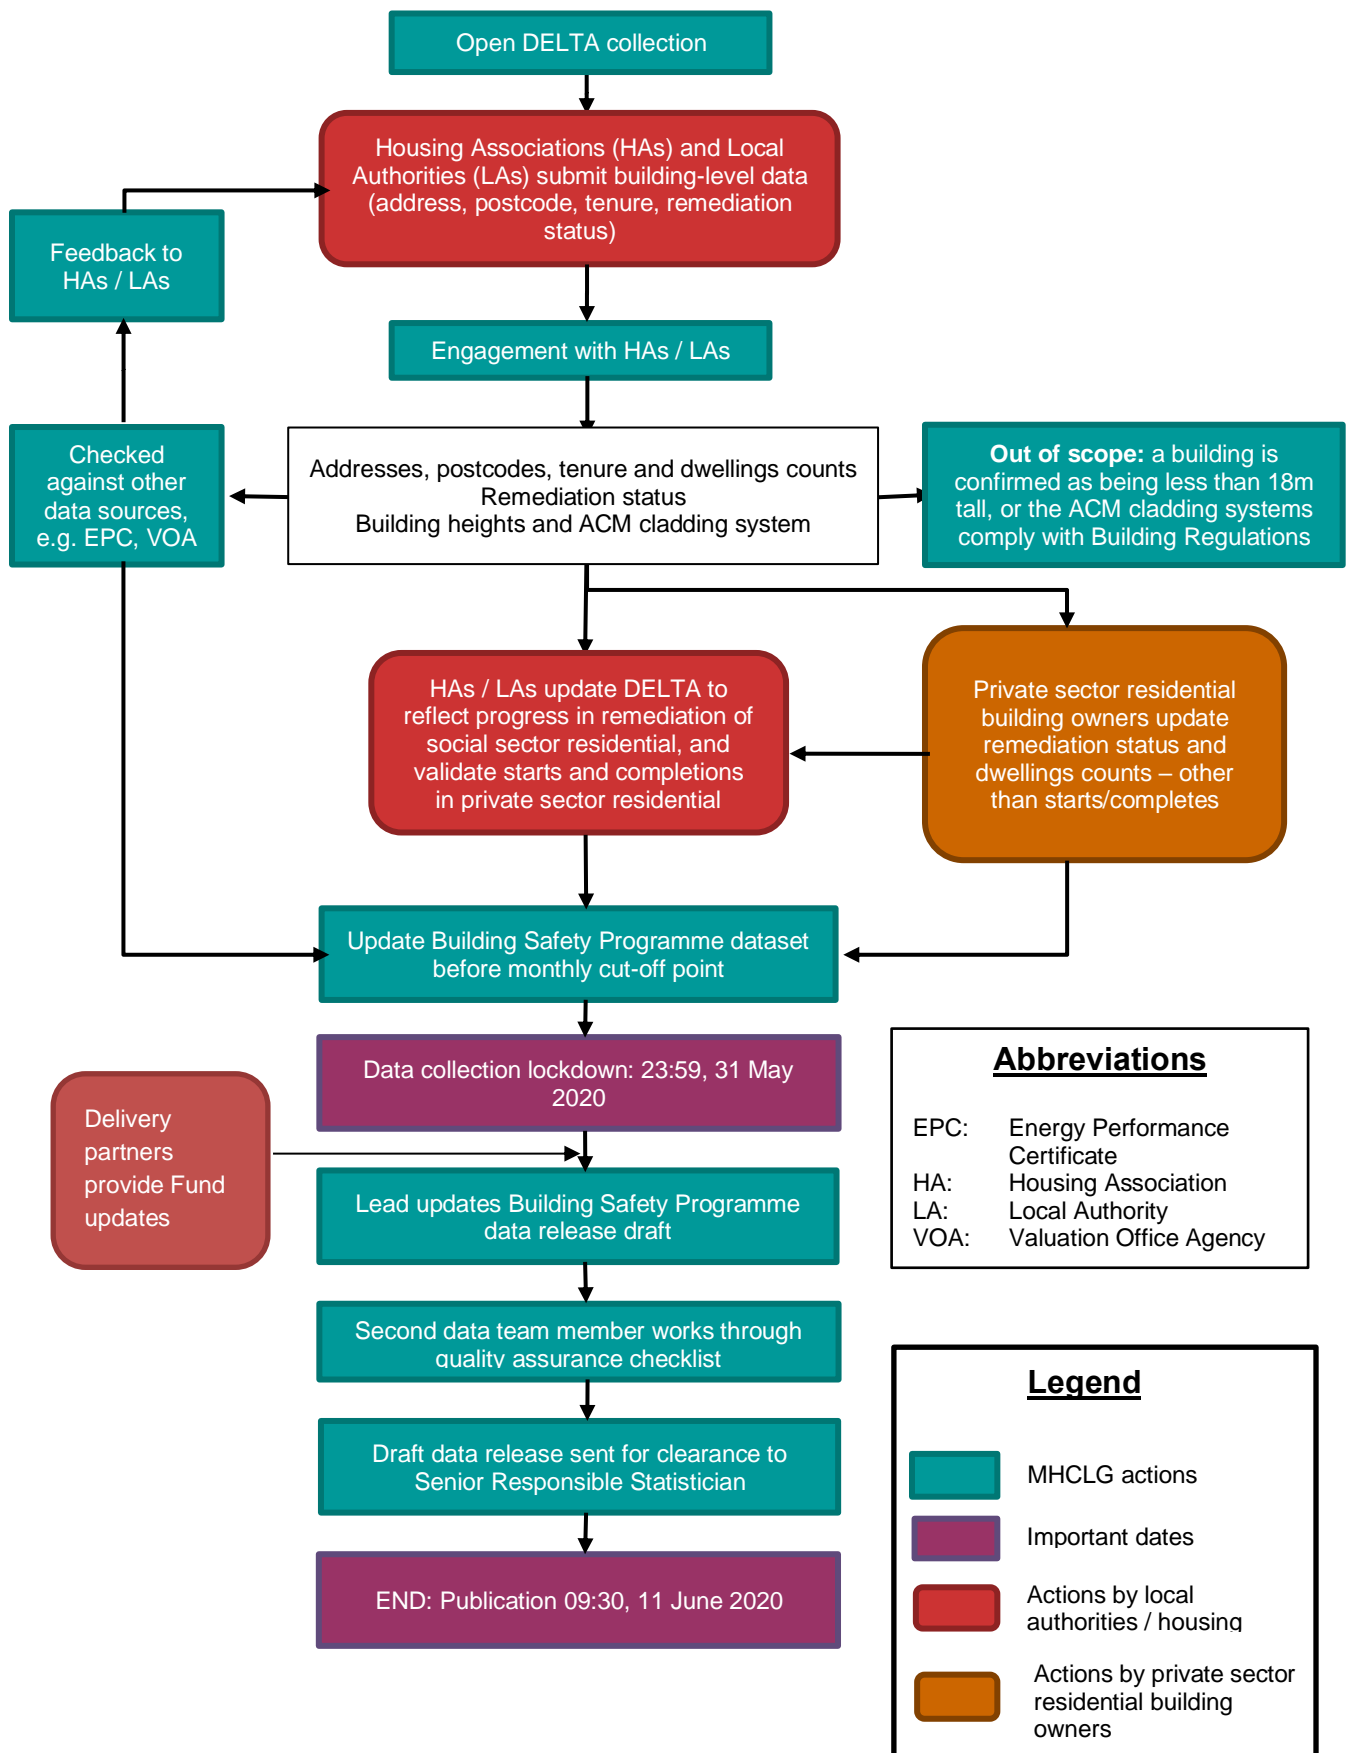 Open DELTA collection
Housing Associations (HAs) and Local
Authorities (LAs) submit building-level data
(address, postcode, tenure, remediation
status)
Feedback to
HAs / LAs
Engagement with HAs / LAs
Checked
against other
data sources,
e.g. EPC, VOA
Addresses, postcodes, tenure and dwellings counts
Remediation status
Building heights and ACM cladding system
Out of scope: a building is
confirmed as being less than 18m
tall, or the ACM cladding systems
comply with Building Regulations
HAs / LAs update DELTA to
reflect progress in remediation of
social sector residential, and
validate starts and completions
in private sector residential
Private sector residential
building owners update
remediation status and
dwellings counts – other
than starts/completes
Update Building Safety Programme dataset
before monthly cut-off point
Data collection lockdown: 23:59, 31 May
2020
Delivery
partners
provide Fund
updates
Lead updates Building Safety Programme
data release draft
Second data team member works through
quality assurance checklist
Draft data release sent for clearance to
Senior Responsible Statistician
END: Publication 09:30, 11 June 2020
Abbreviations
EPC: Energy Performance
Certificate
HA: Housing Association
LA: Local Authority
VOA: Valuation Office Agency
Legend
MHCLG actions
Important dates
Actions by local
authorities / housing
Actions by private sector
residential building
owners